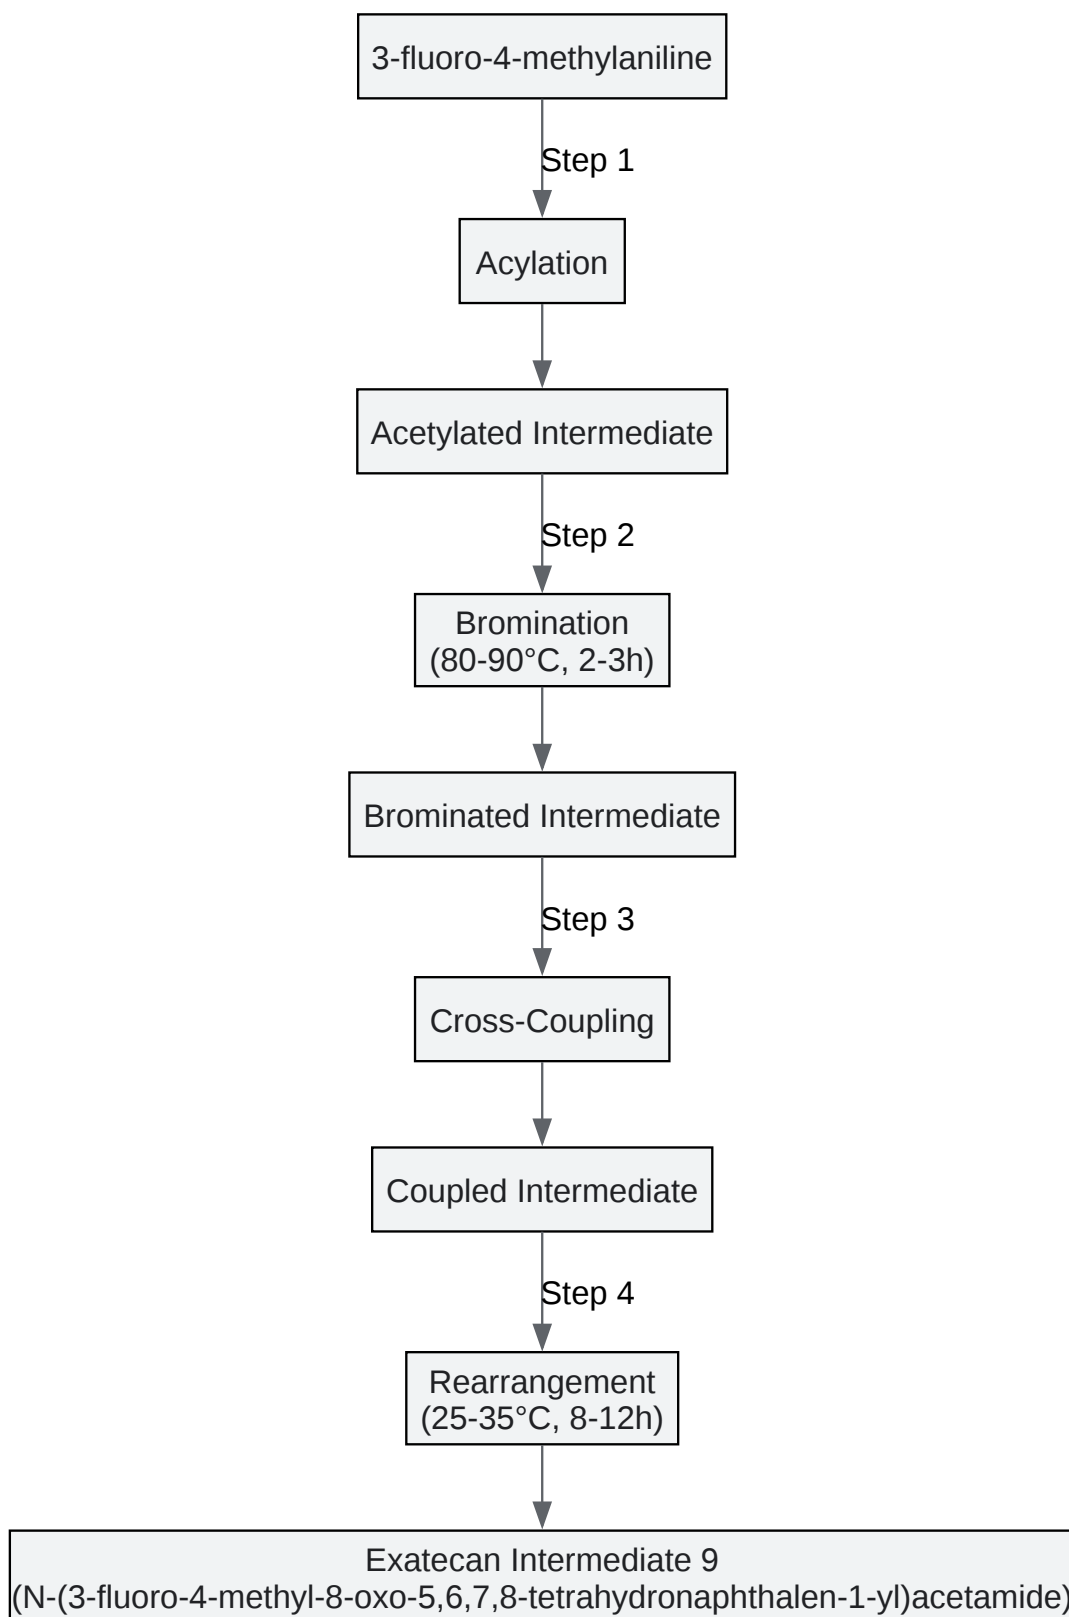 3-fluoro-4-methylaniline
Step 1
Acylation
Acetylated Intermediate
Step 2
Bromination
(80-90°C, 2-3h)
Brominated Intermediate
Step 3
Cross-Coupling
Coupled Intermediate
Step 4
Rearrangement
(25-35°C, 8-12h)
Exatecan Intermediate 9
(N-(3-fluoro-4-methyl-8-oxo-5,6,7,8-tetrahydronaphthalen-1-yl)acetamide)